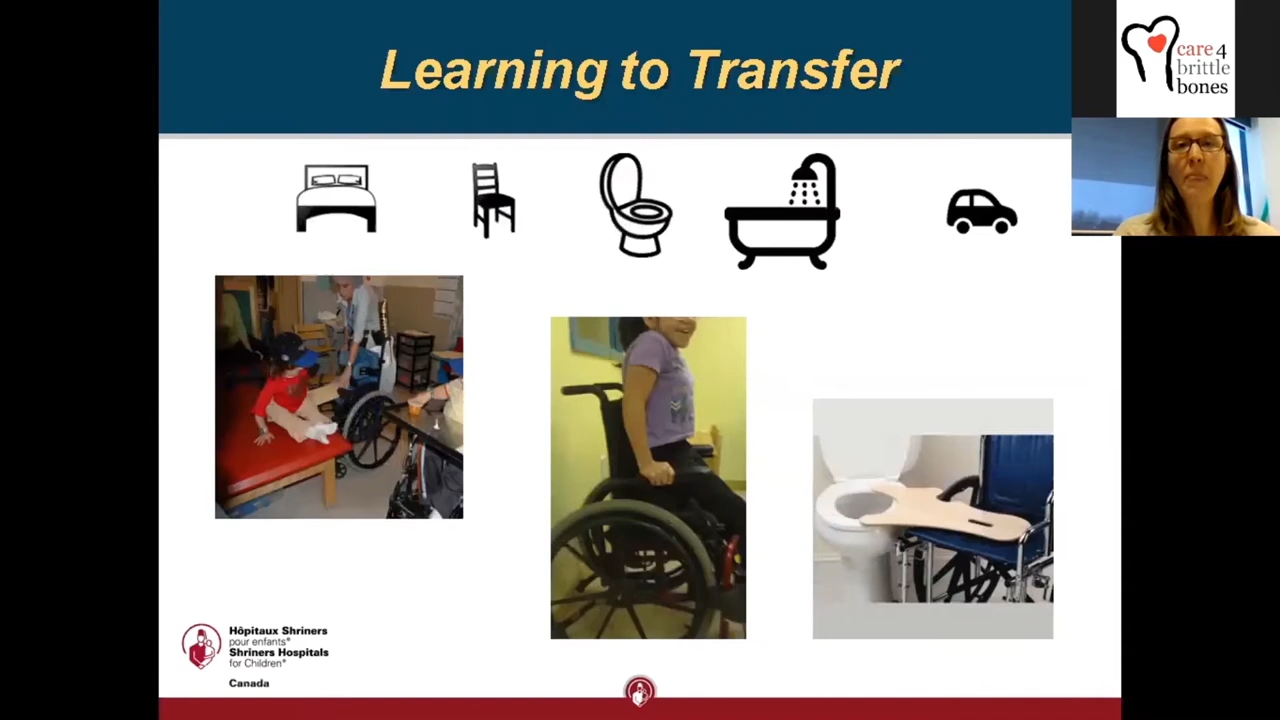 Learning to Transfer
care 4
brittle
bones
Hôpitaux Shriners
pour enfants®
Shriners Hospitals
for Children®
Canada